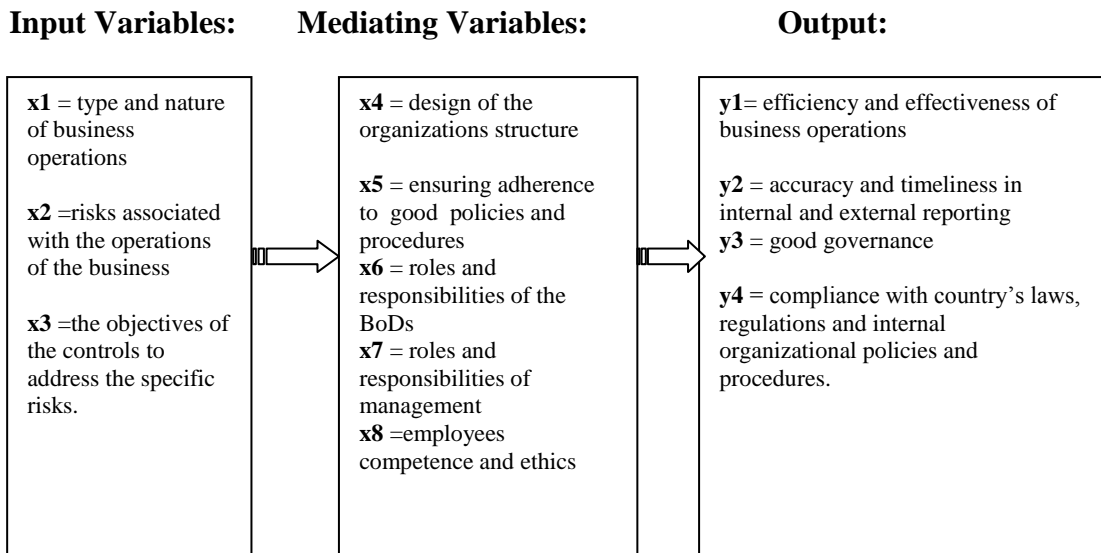 Input Variables:
Mediating Variables:
Output:
x1 = type and nature
of business
operations
x2 =risks associated
with the operations
of the business
x3 =the objectives of
the controls to
address the specific
risks.
x4 = design of the
organizations structure
x5 = ensuring adherence
to good policies and
procedures
x6 = roles and
responsibilities of the
BoDs
x7 = roles and
responsibilities of
management
x8 =employees
competence and ethics
y1= efficiency and effectiveness of
business operations
y2 = accuracy and timeliness in
internal and external reporting
y3 = good governance
y4 = compliance with country’s laws,
regulations and internal
organizational policies and
procedures.